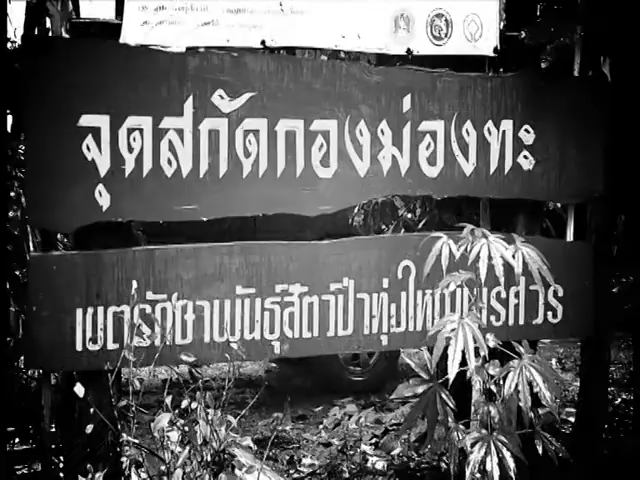 จุดสกัดกองม่องทะ
เขตรักษาพันธุ์สัตว์ป่าทุ่งใหญ่นเรศวร